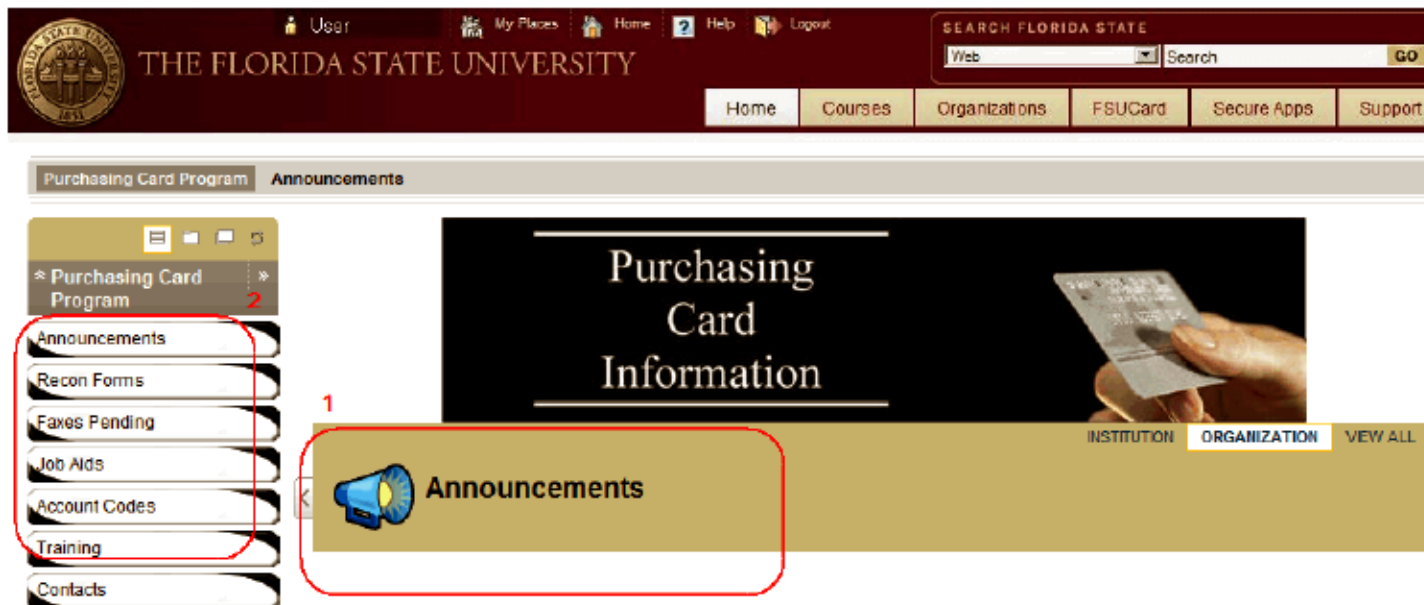 User My Places Home Help Logout
SEARCH FLORIDA STATE
THE FLORIDA STATE UNIVERSITY
Web Search GO
Home Courses Organizations FSUCard Secure Apps Support
Purchasing Card Program Announcements
Purchasing Card
Program
2
Announcements
Recon Forms
Faxes Pending
Job Aids
Account Codes
Training
Contacts
Purchasing
Card
Information
1
INSTITUTION ORGANIZATION VIEW ALL
Announcements